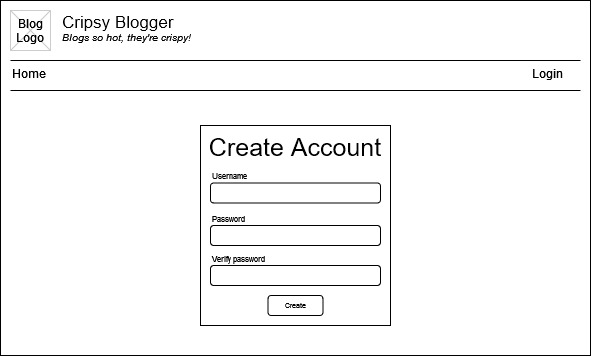 Blog
Logo
Cripsy Blogger
Blogs so hot, they're crispy!
Home
Login
Create Account
Username
Password
Verify password
Create